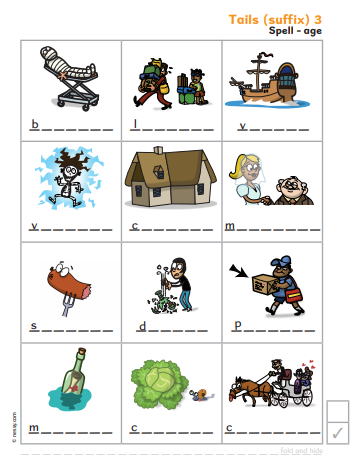 Tails (suffix) 3
Spell - age
b _ _ _ _ _ _
l _ _ _ _ _ _
v _ _ _ _ _
v _ _ _ _ _ _
c _ _ _ _ _ _
m _ _ _ _ _ _ _
s _ _ _ _ _ _
d _ _ _ _ _
p _ _ _ _ _ _
m _ _ _ _ _ _
c _ _ _ _ _ _
c _ _ _ _ _ _ _
fold and hide